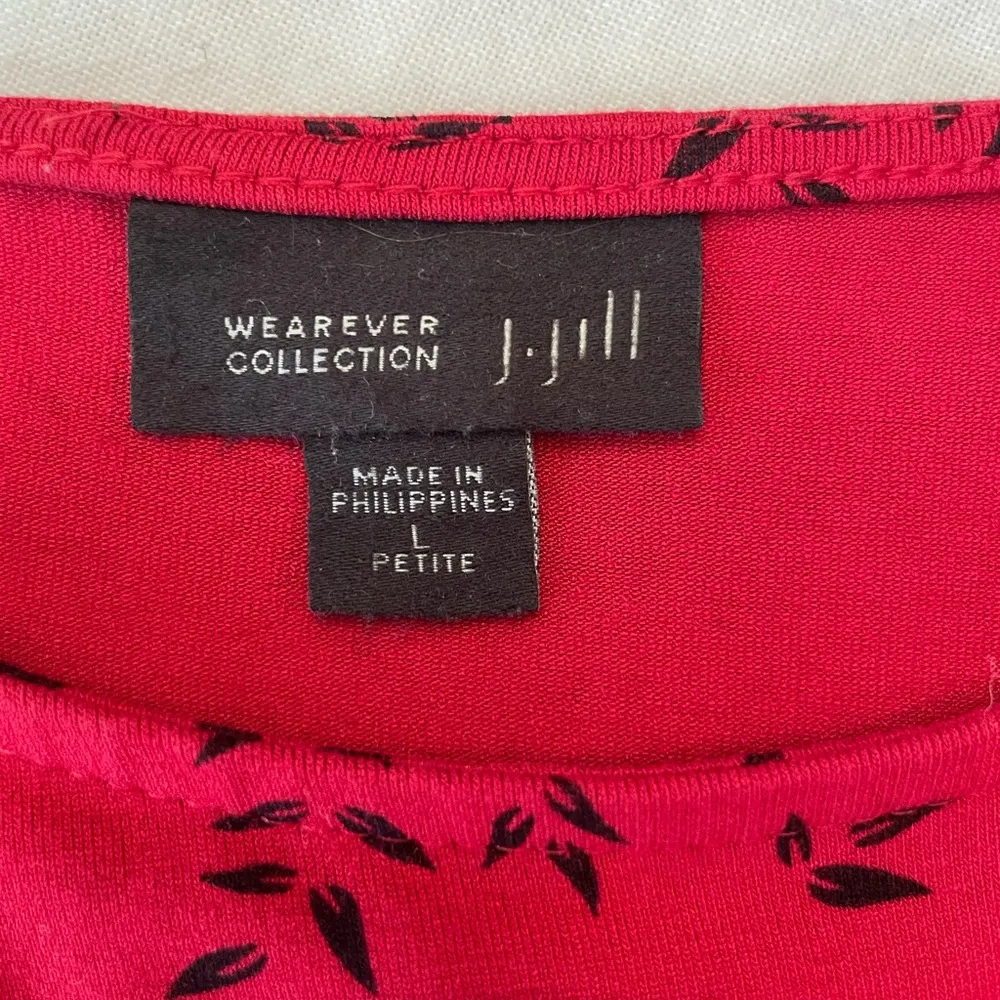 WEAREVER
COLLECTION
J.Jill
MADE IN
PHILIPPINES
L
PETITE